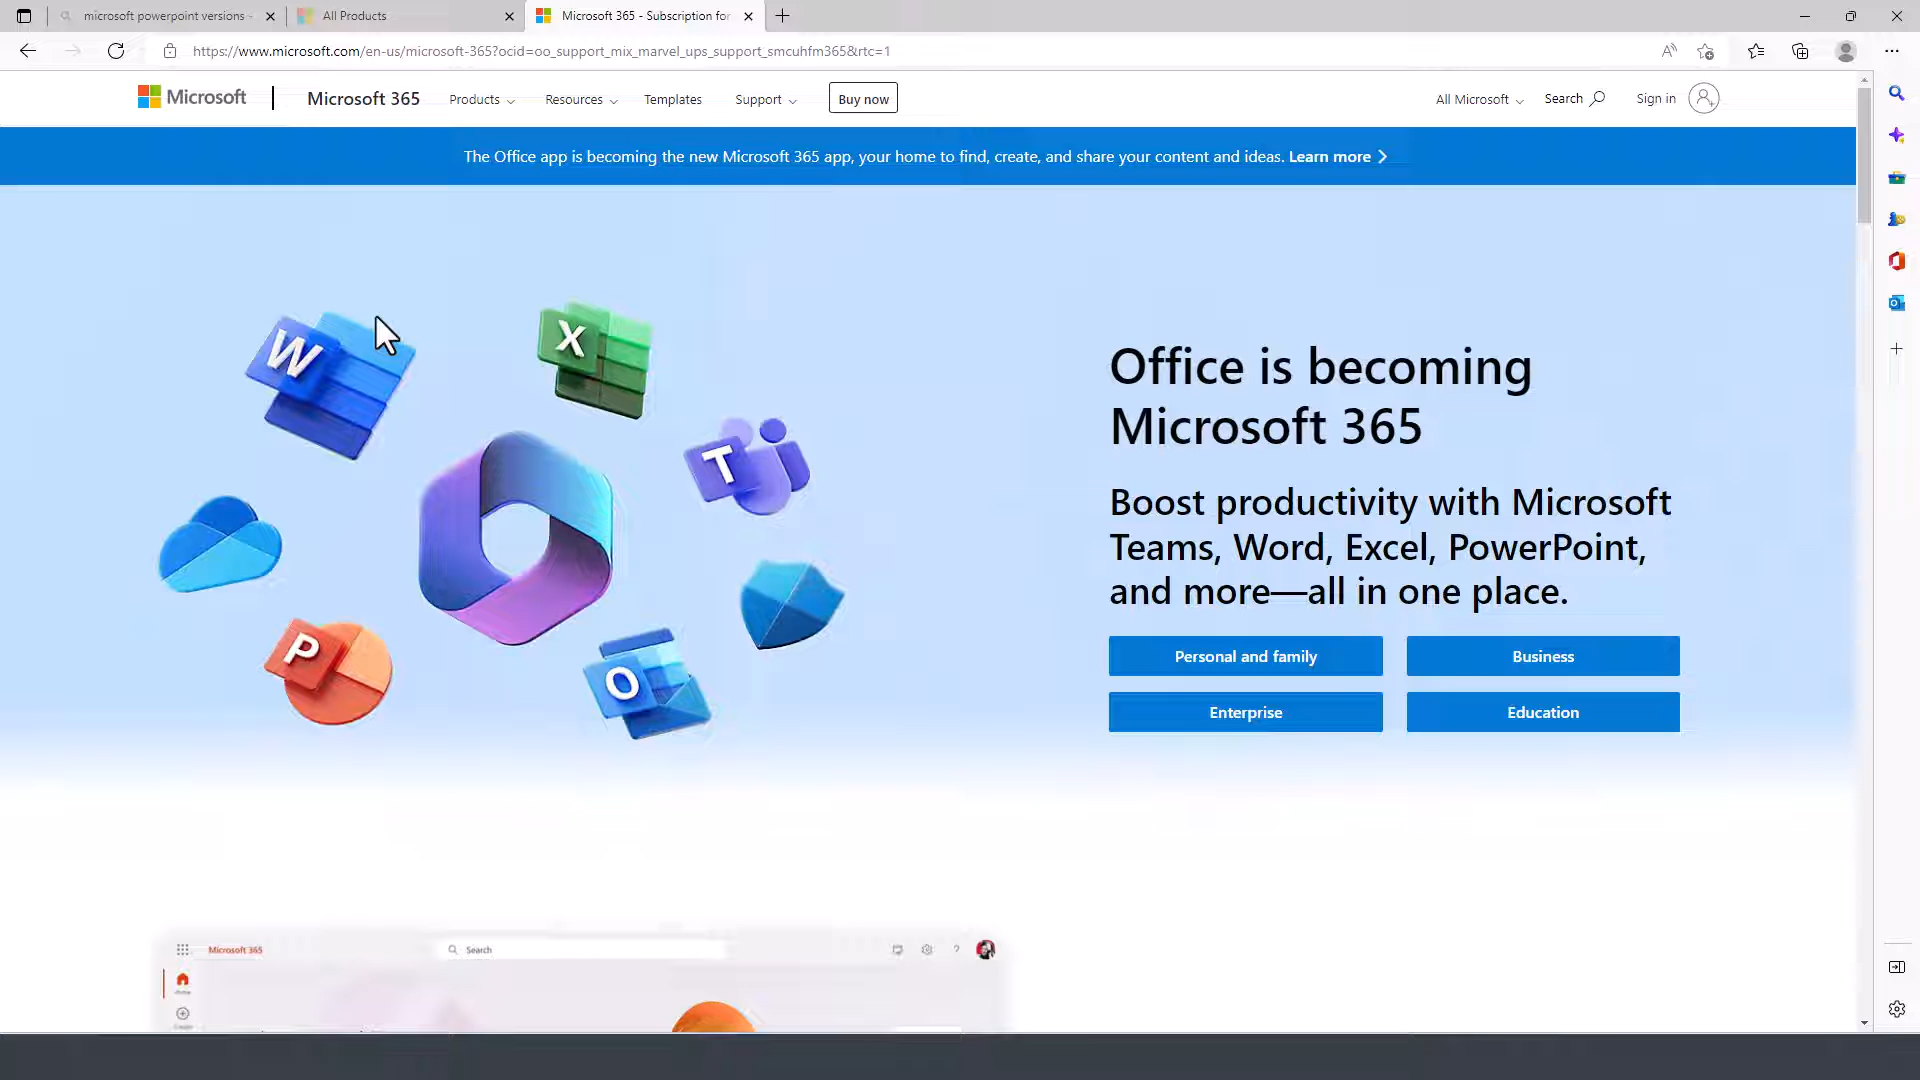 microsoft powerpoint versions -
All Products
Microsoft 365 - Subscription for
https://www.microsoft.com/en-us/microsoft-365?ocid=oo_support_mix_marvel_ups_support_smcuhfm365&rtc=1
Microsoft
Microsoft 365
Products
Resources
Templates
Support
Buy now
All Microsoft
Search
Sign in
The Office app is becoming the new Microsoft 365 app, your home to find, create, and share your content and ideas. Learn more
W
X
T
P
O
Office is becoming
Microsoft 365
Boost productivity with Microsoft
Teams, Word, Excel, PowerPoint,
and more—all in one place.
Personal and family
Business
Enterprise
Education
Microsoft 365
Search
?
Home
Create